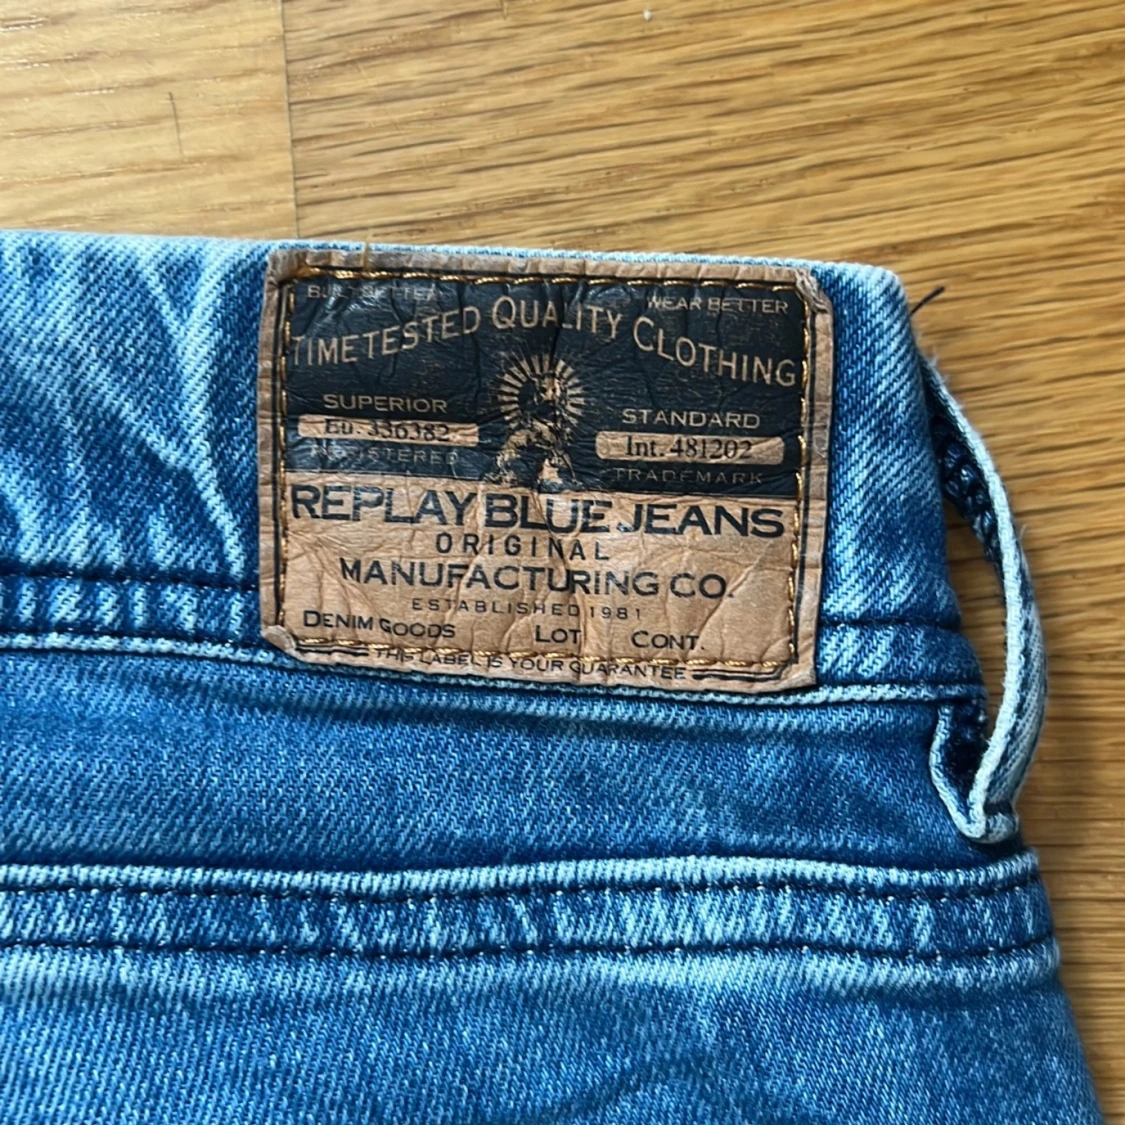 BUILT BETTER WEAR BETTER
TIMETESTED QUALITY CLOTHING
SUPERIOR STANDARD
Eu. 336382 Int. 481202
REGISTERED TRADEMARK
REPLAY BLUE JEANS
ORIGINAL
MANUFACTURING CO.
ESTABLISHED 1981
DENIM GOODS LOT CONT.
THIS LABEL IS YOUR GUARANTEE